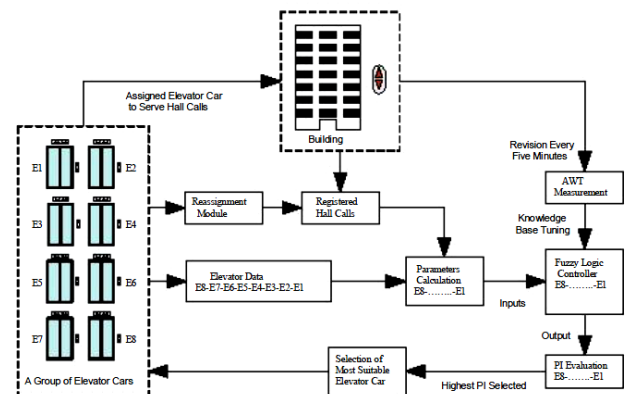 Assigned Elevator Car
to Serve Hall Calls
Building
Revision Every
Five Minutes
AWT
Measurement
Knowledge
Base Tuning
E1
E2
E3
E4
E5
E6
E7
E8
A Group of Elevator Cars
Reassignment
Module
Registered
Hall Calls
Elevator Data
E8-E7-E6-E5-E4-E3-E2-E1
Parameters
Calculation
E8-........-E1
Inputs
Fuzzy Logic
Controller
E8-........-E1
Output
PI Evaluation
E8-........-E1
Highest PI Selected
Selection of
Most Suitable
Elevator Car